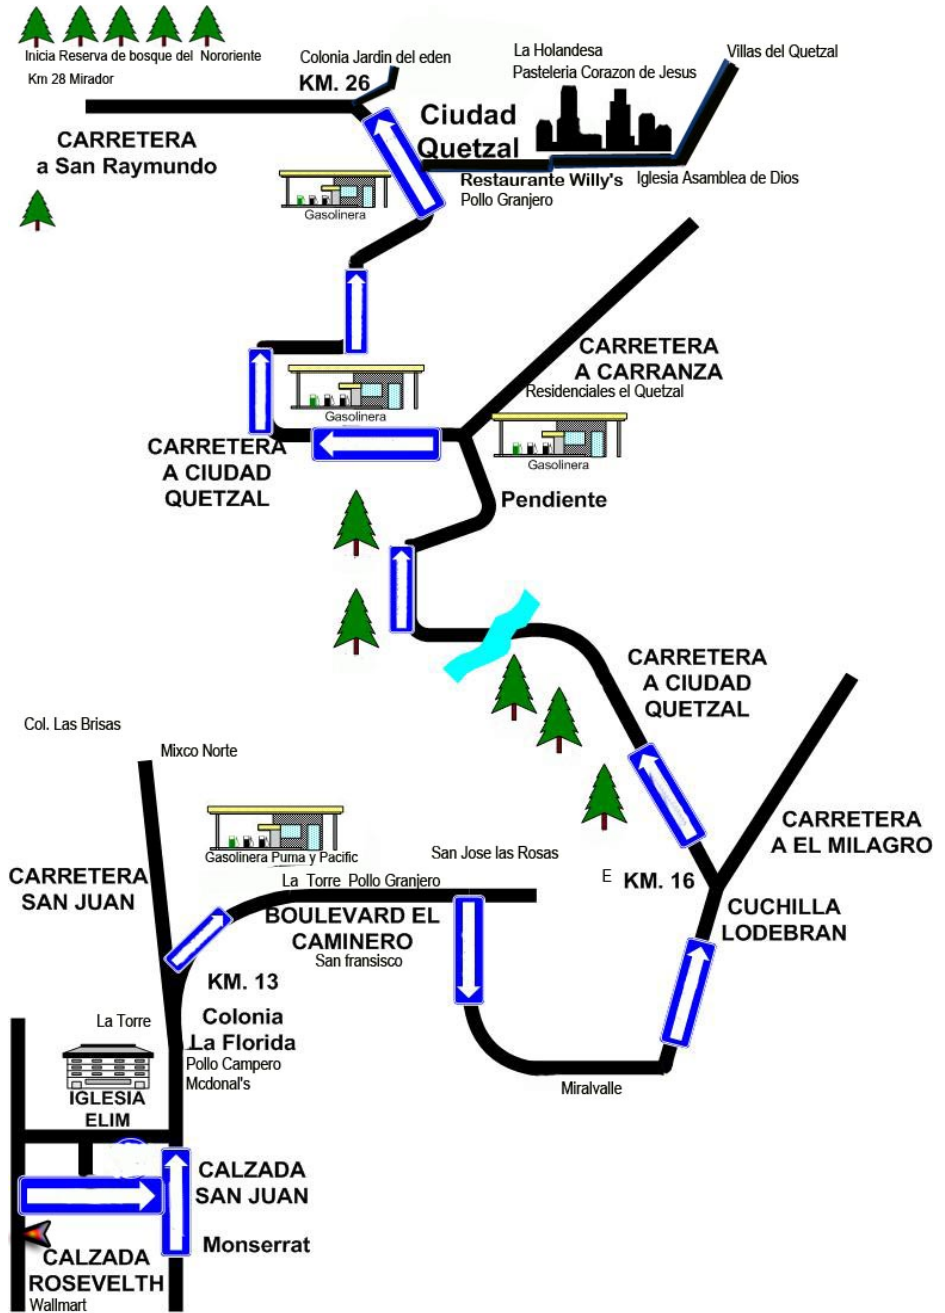 Inicia Reserva de bosque del Nororiente
Km 28 Mirador
Colonia Jardin del eden
KM. 26
La Holandesa
Pasteleria Corazon de Jesus
Villas del Quetzal
CARRETERA
a San Raymundo
Ciudad
Quetzal
Restaurante Willy's
Pollo Granjero
Iglesia Asamblea de Dios
Gasolinera
CARRETERA
A CARRANZA
Residenciales el Quetzal
Gasolinera
Gasolinera
CARRETERA
A CIUDAD
QUETZAL
Pendiente
CARRETERA
A CIUDAD
QUETZAL
Col. Las Brisas
Mixco Norte
CARRETERA
A EL MILAGRO
Gasolinera Puma y Pacific
San Jose las Rosas
CARRETERA
SAN JUAN
La Torre Pollo Granjero
E
KM. 16
BOULEVARD EL
CAMINERO
San fransisco
CUCHILLA
LODEBRAN
KM. 13
La Torre
Colonia
La Florida
Pollo Campero
Mcdonal's
Miralvalle
IGLESIA
ELIM
CALZADA
SAN JUAN
Monserrat
CALZADA
ROSEVELTH
Wallmart